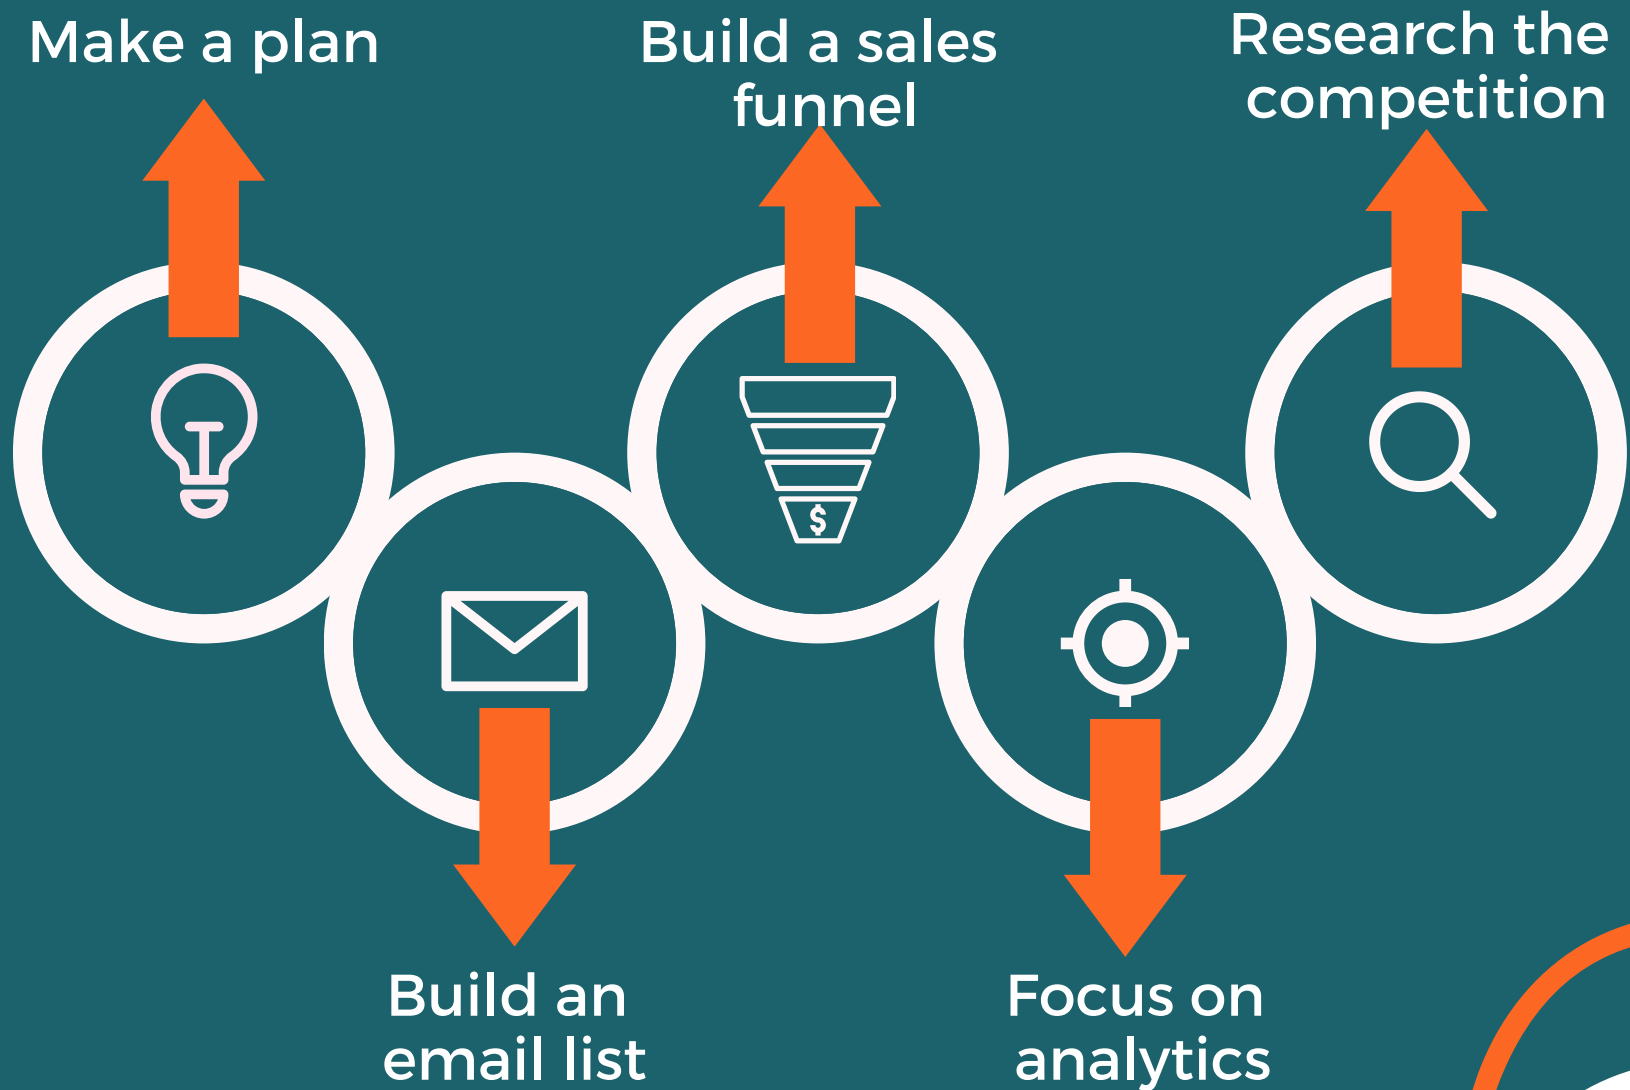 Make a plan
Build a sales
funnel
Research the
competition
$
Build an
email list
Focus on
analytics